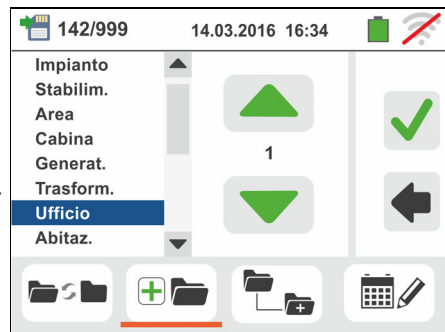 142/999 14.03.2016 16:34
Impianto
Stabilim.
Area
Cabina
Generat.
Trasform.
Ufficio
Abitaz.
1